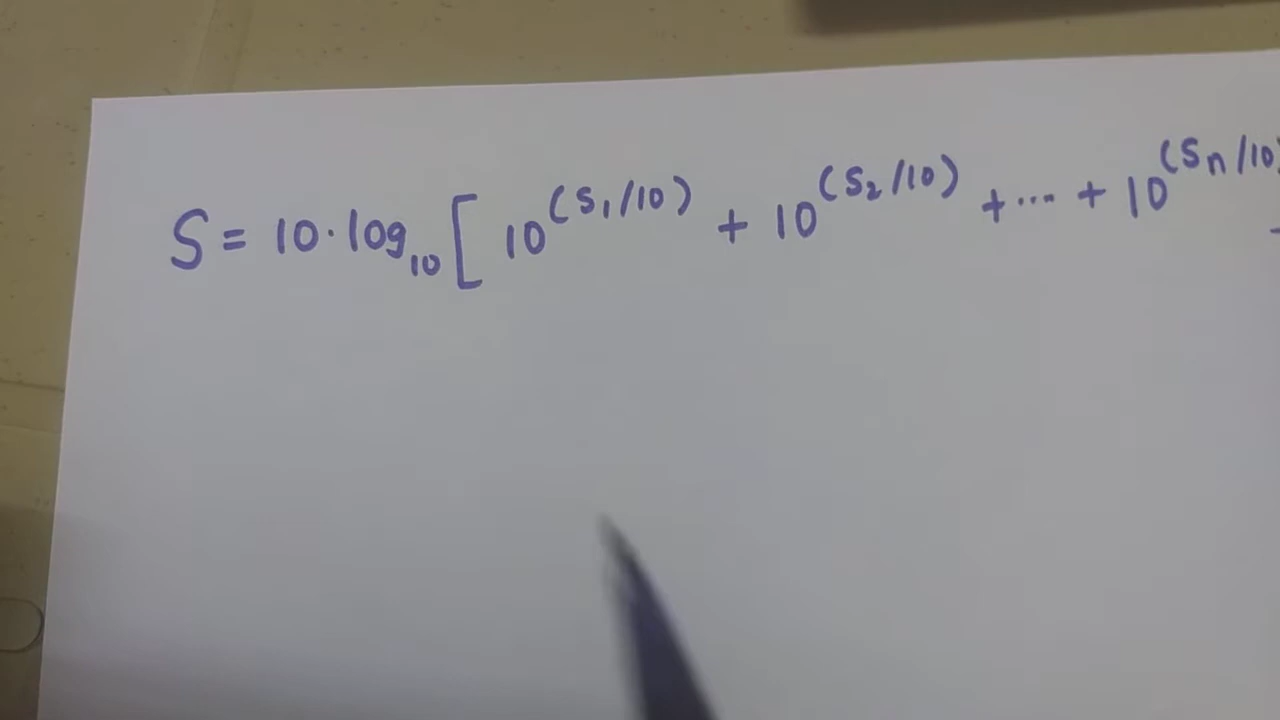 S = 10·log₁₀ [ 10^(S₁/10) + 10^(S₂/10) + ··· + 10^(Sₙ/10)